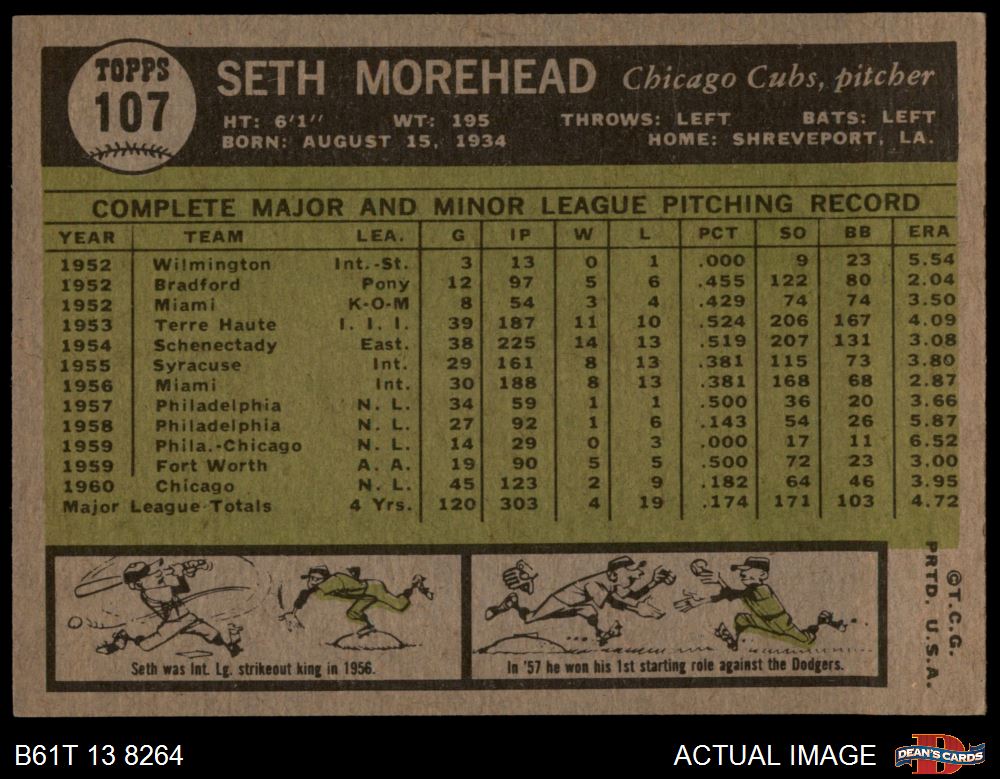 TOPPS
107
SETH MOREHEAD Chicago Cubs, pitcher
HT: 6'1'' WT: 195 THROWS: LEFT BATS: LEFT
BORN: AUGUST 15, 1934 HOME: SHREVEPORT, LA.
COMPLETE MAJOR AND MINOR LEAGUE PITCHING RECORD
YEAR TEAM LEA. G IP W L PCT SO BB ERA
1952 Wilmington Int.-St. 3 13 0 1 .000 9 23 5.54
1952 Bradford Pony 12 97 5 6 .455 122 80 2.04
1952 Miami K-O-M 8 54 3 4 .429 74 74 3.50
1953 Terre Haute I. I. I. 39 187 11 10 .524 206 167 4.09
1954 Schenectady East. 38 225 14 13 .519 207 131 3.08
1955 Syracuse Int. 29 161 8 13 .381 115 73 3.80
1956 Miami Int. 30 188 8 13 .381 168 68 2.87
1957 Philadelphia N. L. 34 59 1 1 .500 36 20 3.66
1958 Philadelphia N. L. 27 92 1 6 .143 54 26 5.87
1959 Phila.-Chicago N. L. 14 29 0 3 .000 17 11 6.52
1959 Fort Worth A. A. 19 90 5 5 .500 72 23 3.00
1960 Chicago N. L. 45 123 2 9 .182 64 46 3.95
Major League Totals 4 Yrs. 120 303 4 19 .174 171 103 4.72
Seth was Int. Lg. strikeout king in 1956.
In '57 he won his 1st starting role against the Dodgers.
©T.C.G.
PRTD. U.S.A.
B61T 13 8264
ACTUAL IMAGE
D
DEAN'S CARDS